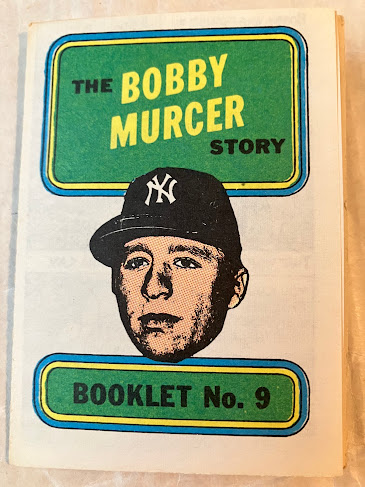 THE BOBBY
MURCER
STORY
NY
BOOKLET No. 9